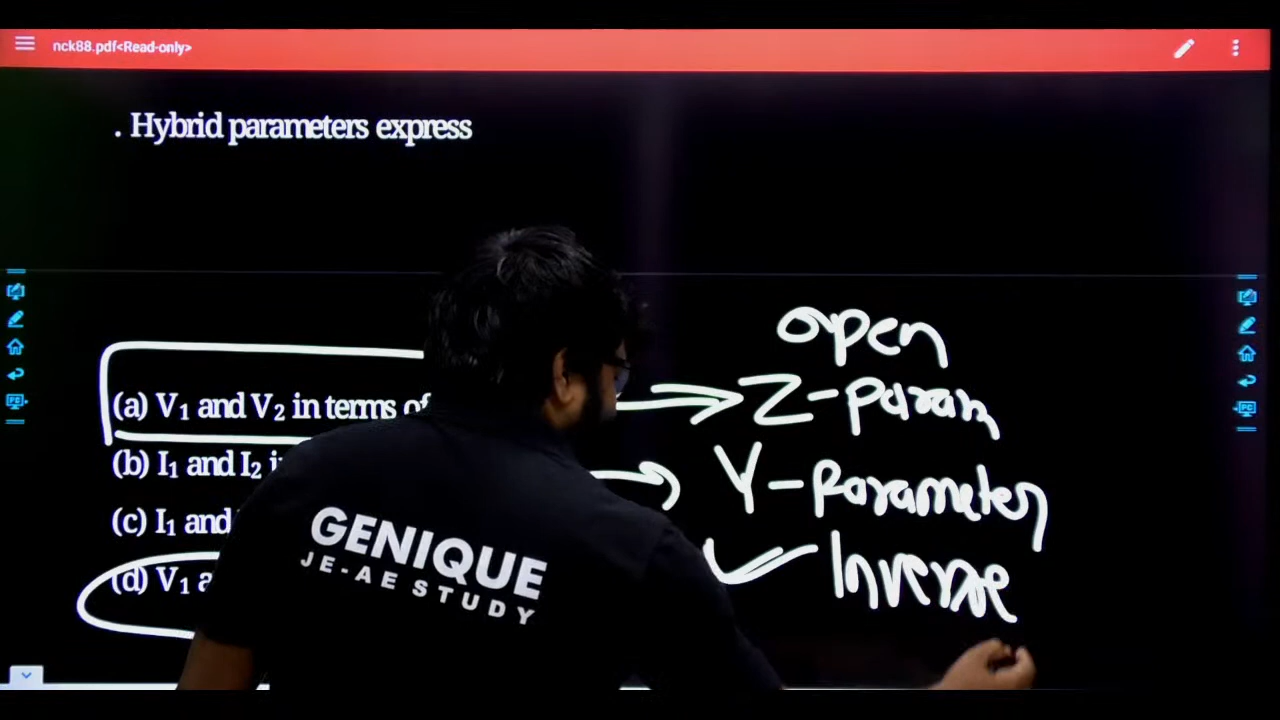 nck88.pdf<Read-only>
. Hybrid parameters express
open
(a) V₁ and V₂ in terms of
Z-param
(b) I₁ and I₂
Y-Parameter
(c) I₁ and
Inverse
(d) V₁
GENIQUE
JE-AE STUDY